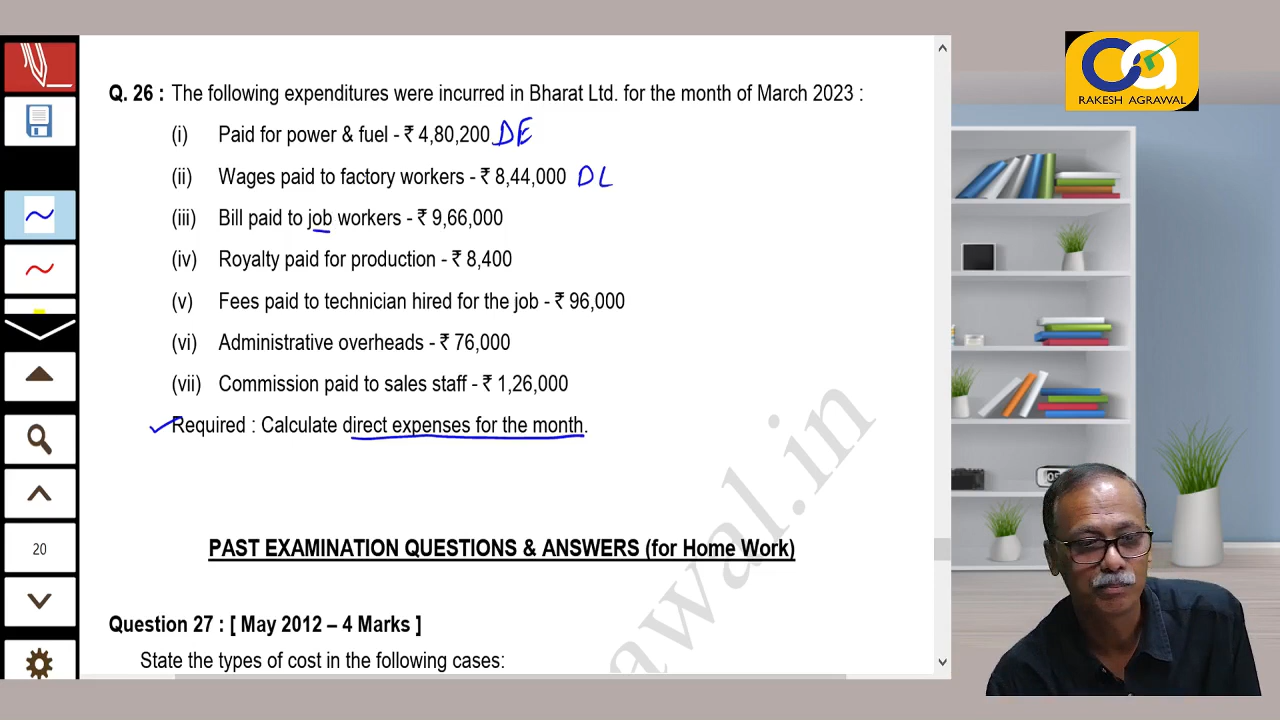 RAKESH AGRAWAL
Q. 26 : The following expenditures were incurred in Bharat Ltd. for the month of March 2023 :
(i) Paid for power & fuel - ₹ 4,80,200 DE
(ii) Wages paid to factory workers - ₹ 8,44,000 DL
(iii) Bill paid to job workers - ₹ 9,66,000
(iv) Royalty paid for production - ₹ 8,400
(v) Fees paid to technician hired for the job - ₹ 96,000
(vi) Administrative overheads - ₹ 76,000
(vii) Commission paid to sales staff - ₹ 1,26,000
Required : Calculate direct expenses for the month.
20
PAST EXAMINATION QUESTIONS & ANSWERS (for Home Work)
Question 27 : [ May 2012 – 4 Marks ]
State the types of cost in the following cases:
awal.in